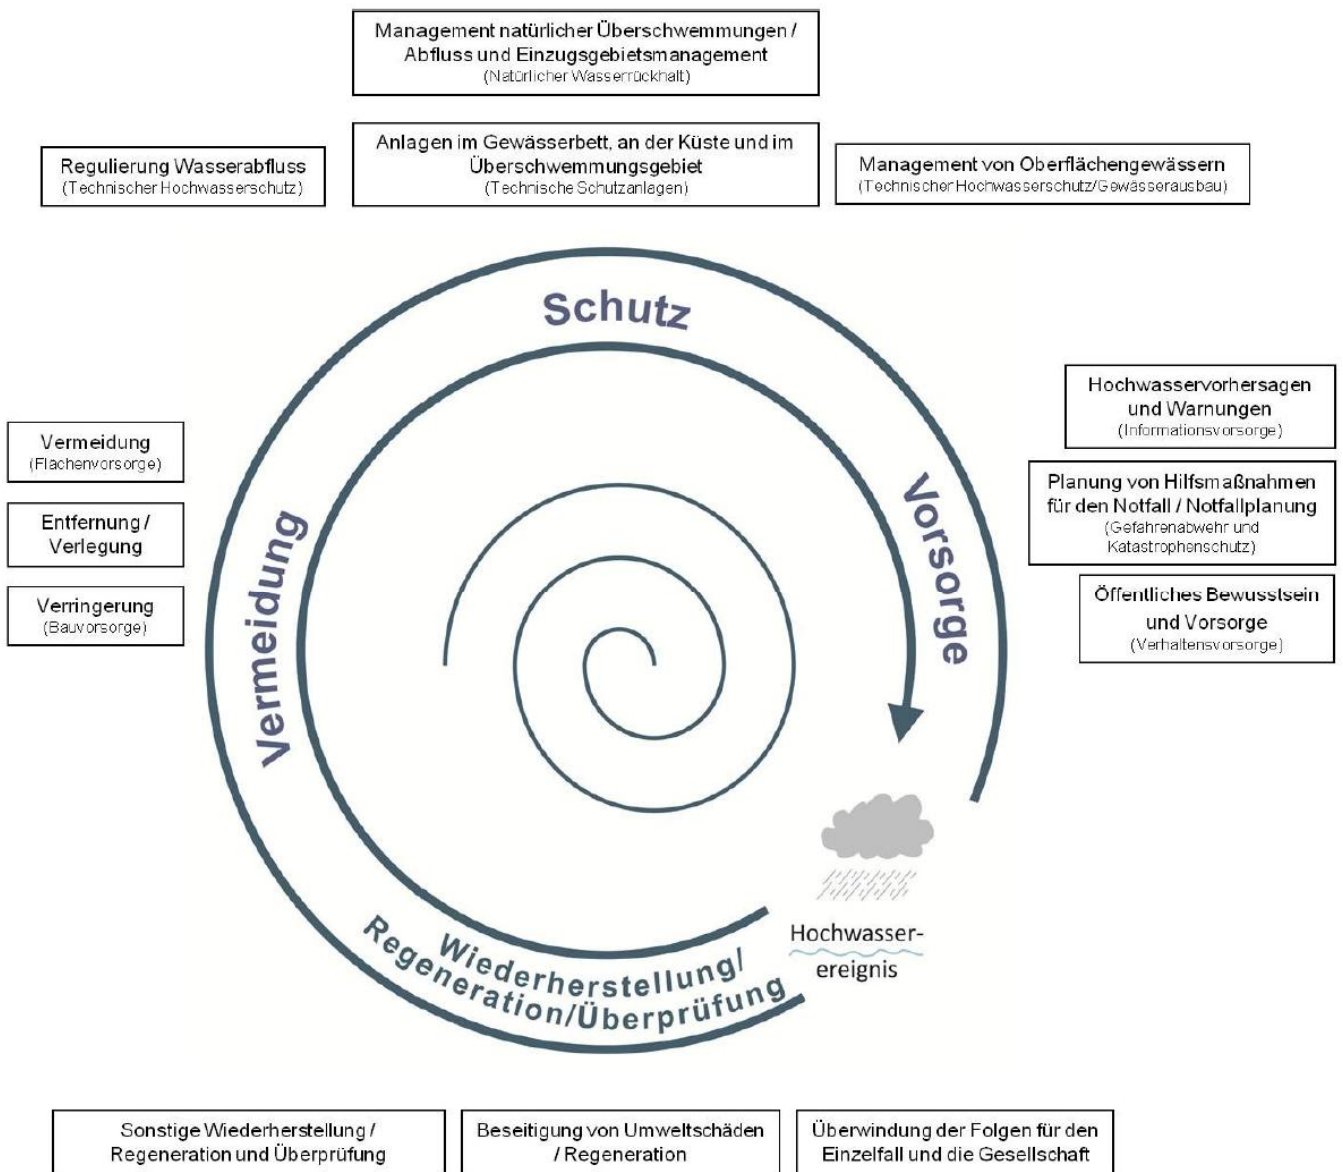 Management natürlicher Überschwemmungen /
Abfluss und Einzugsgebietsmanagement
(Natürlicher Wasserrückhalt)
Regulierung Wasserabfluss
(Technischer Hochwasserschutz)
Anlagen im Gewässerbett, an der Küste und im
Überschwemmungsgebiet
(Technische Schutzanlagen)
Management von Oberflächengewässern
(Technischer Hochwasserschutz/Gewässerausbau)
Schutz
Hochwasservorhersagen
und Warnungen
(Informationsvorsorge)
Planung von Hilfsmaßnahmen
für den Notfall / Notfallplanung
(Gefahrenabwehr und
Katastrophenschutz)
Öffentliches Bewusstsein
und Vorsorge
(Verhaltensvorsorge)
Vorsorge
Vermeidung
(Flächenvorsorge)
Entfernung /
Verlegung
Verringerung
(Bauvorsorge)
Vermeidung
Hochwasser-
ereignis
Wiederherstellung/
Regeneration/Überprüfung
Sonstige Wiederherstellung /
Regeneration und Überprüfung
Beseitigung von Umweltschäden
/ Regeneration
Überwindung der Folgen für den
Einzelfall und die Gesellschaft